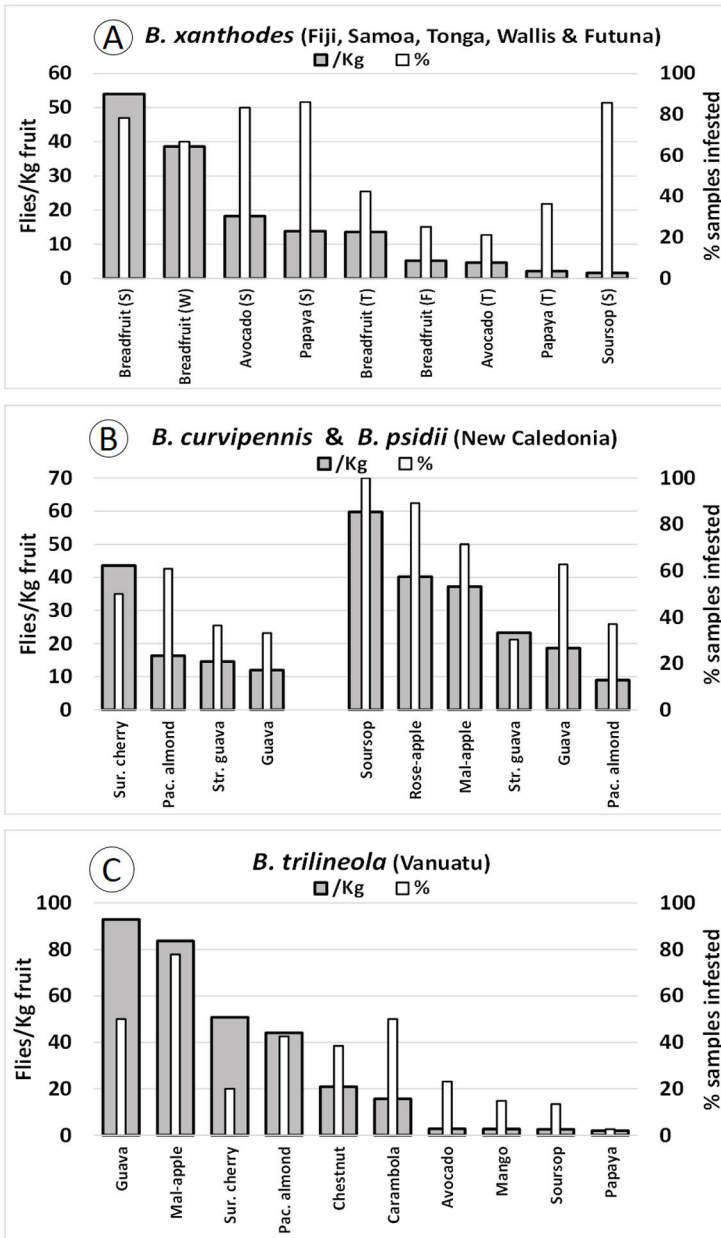 A B. xanthodes (Fiji, Samoa, Tonga, Wallis & Futuna)
/Kg %
Flies/Kg fruit
60
50
40
30
20
10
0
100
80
60
40
20
0
% samples infested
Breadfruit (S)
Breadfruit (W)
Avocado (S)
Papaya (S)
Breadfruit (T)
Breadfruit (F)
Avocado (T)
Papaya (T)
Soursop (S)
B B. curvipennis & B. psidii (New Caledonia)
/Kg %
Flies/Kg fruit
70
60
50
40
30
20
10
0
100
80
60
40
20
0
% samples infested
Sur. cherry
Pac. almond
Str. guava
Guava
Soursop
Rose-apple
Mal-apple
Str. guava
Guava
Pac. almond
C B. trilineola (Vanuatu)
/Kg %
Flies/Kg fruit
100
80
60
40
20
0
100
80
60
40
20
0
% samples infested
Guava
Mal-apple
Sur. cherry
Pac. almond
Chestnut
Carambola
Avocado
Mango
Soursop
Papaya